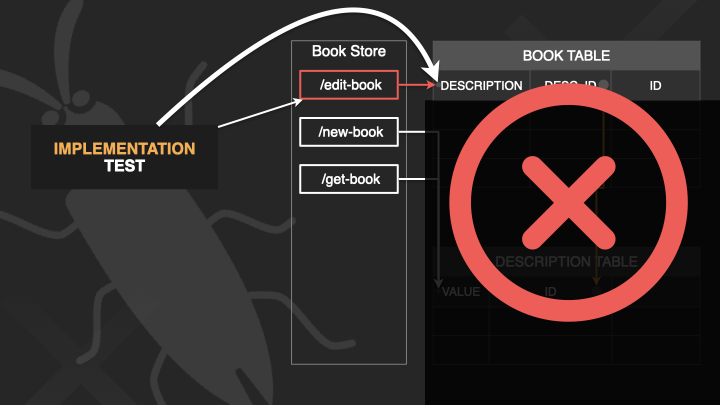 Book Store
BOOK TABLE
/edit-book
DESCRIPTION
DESC_ID
ID
/new-book
IMPLEMENTATION
TEST
/get-book
DESCRIPTION TABLE
VALUE
ID